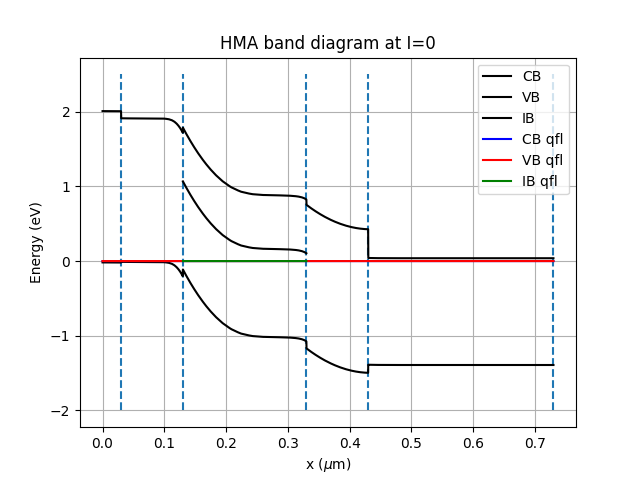 HMA band diagram at I=0
CB
VB
IB
CB qfl
VB qfl
IB qfl
Energy (eV)
2
1
0
−1
−2
0.0 0.1 0.2 0.3 0.4 0.5 0.6 0.7
x (μm)